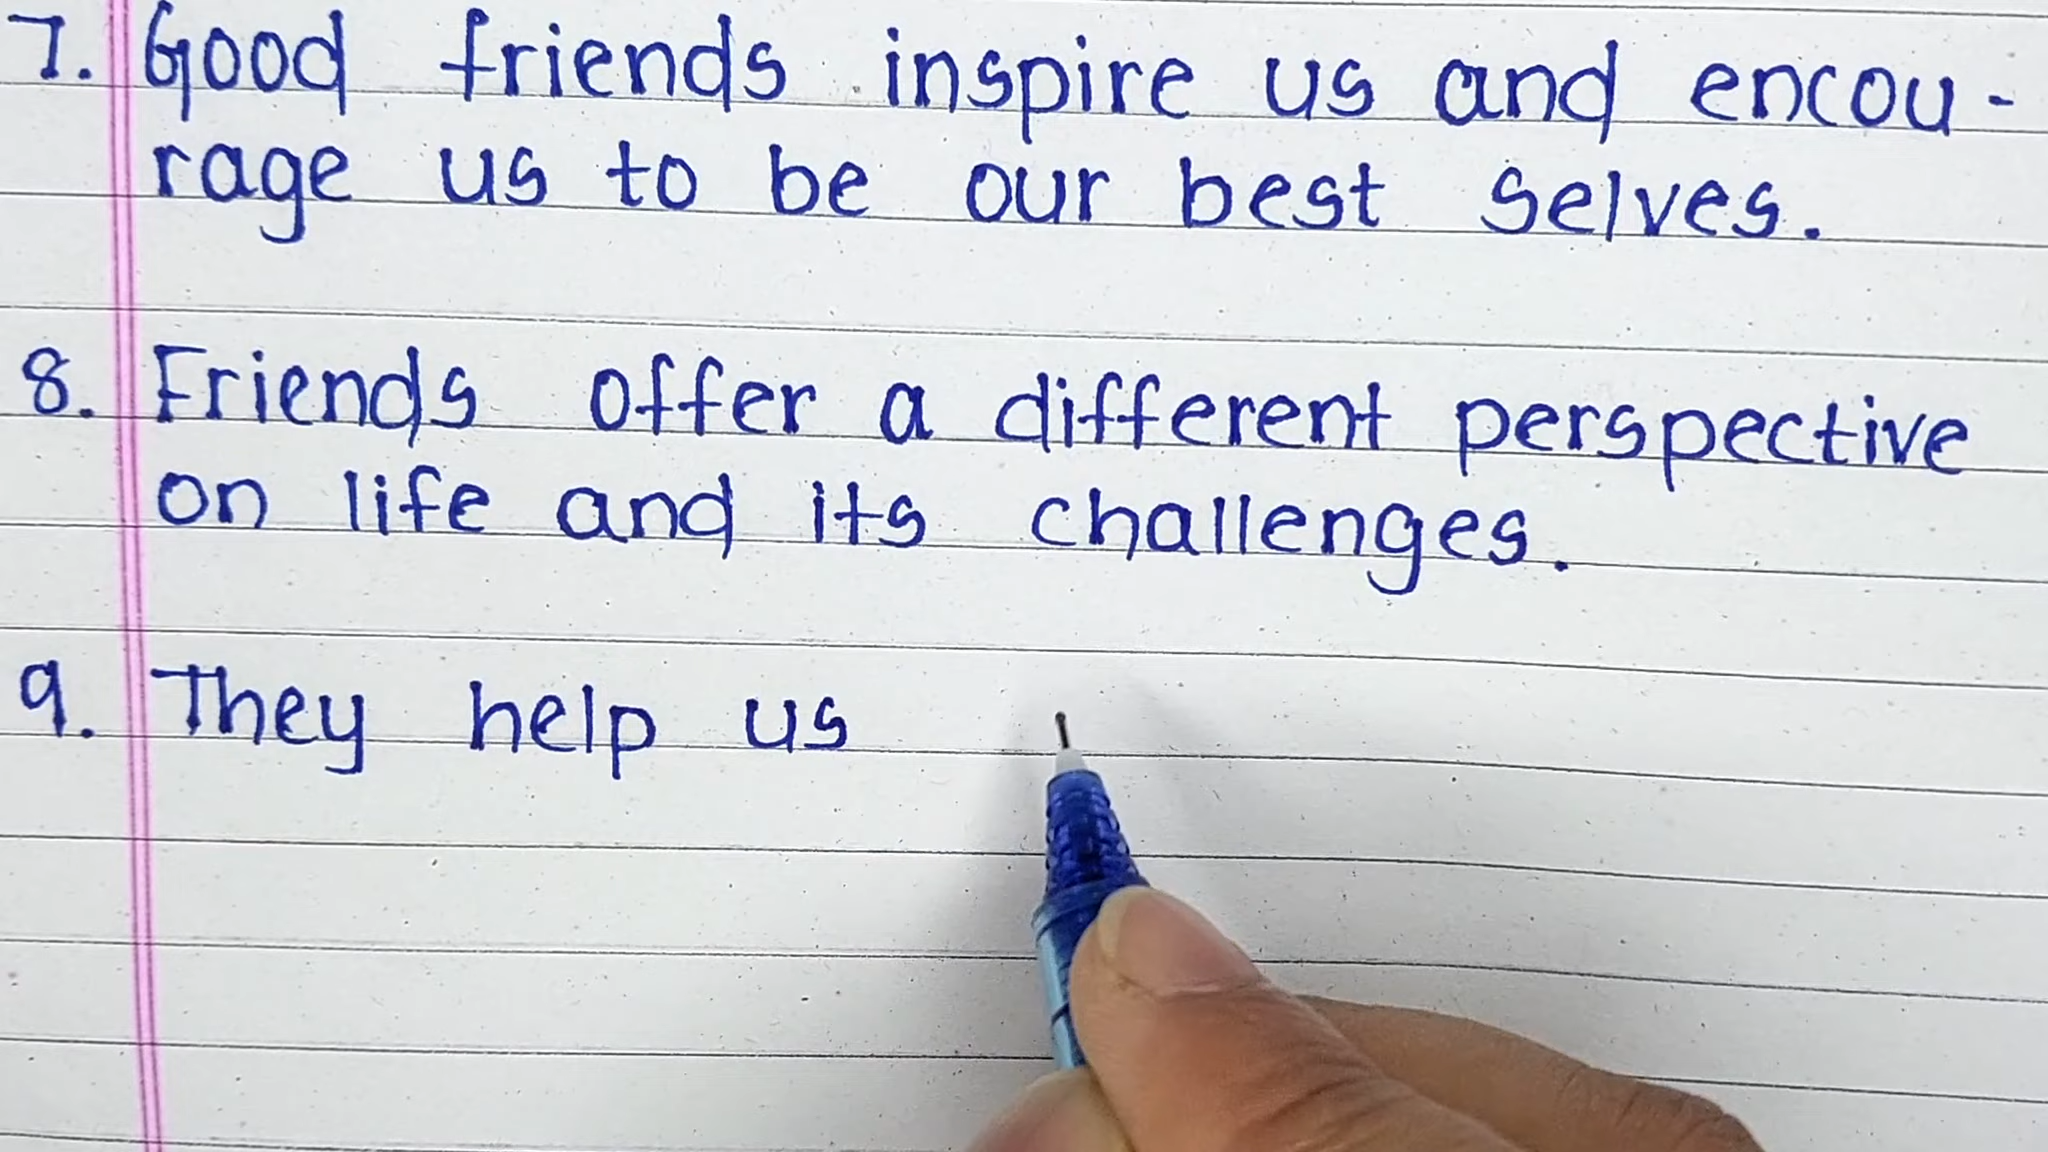 7. Good friends inspire us and encou-
rage us to be our best selves.
8. Friends offer a different perspective
on life and its challenges.
9. They help us